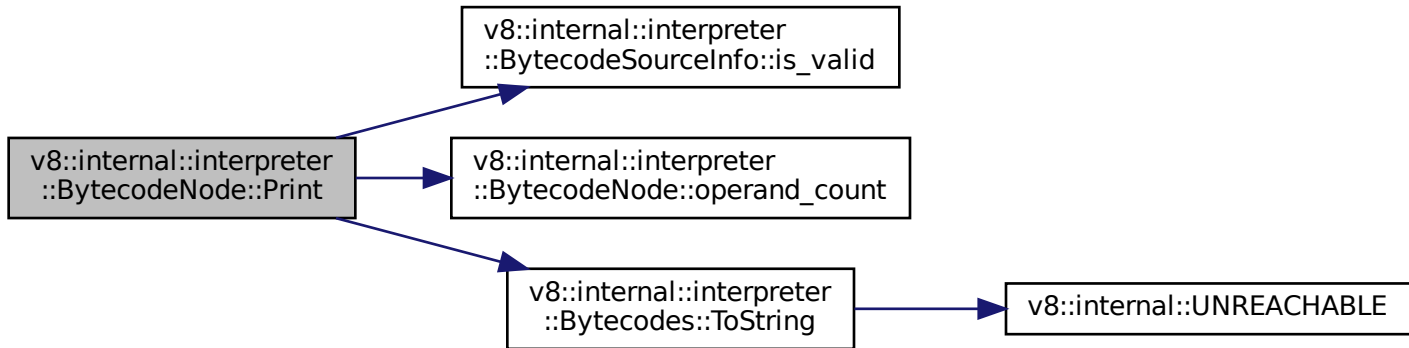 v8::internal::interpreter
::BytecodeSourceInfo::is_valid
v8::internal::interpreter
::BytecodeNode::Print
v8::internal::interpreter
::BytecodeNode::operand_count
v8::internal::interpreter
::Bytecodes::ToString
v8::internal::UNREACHABLE